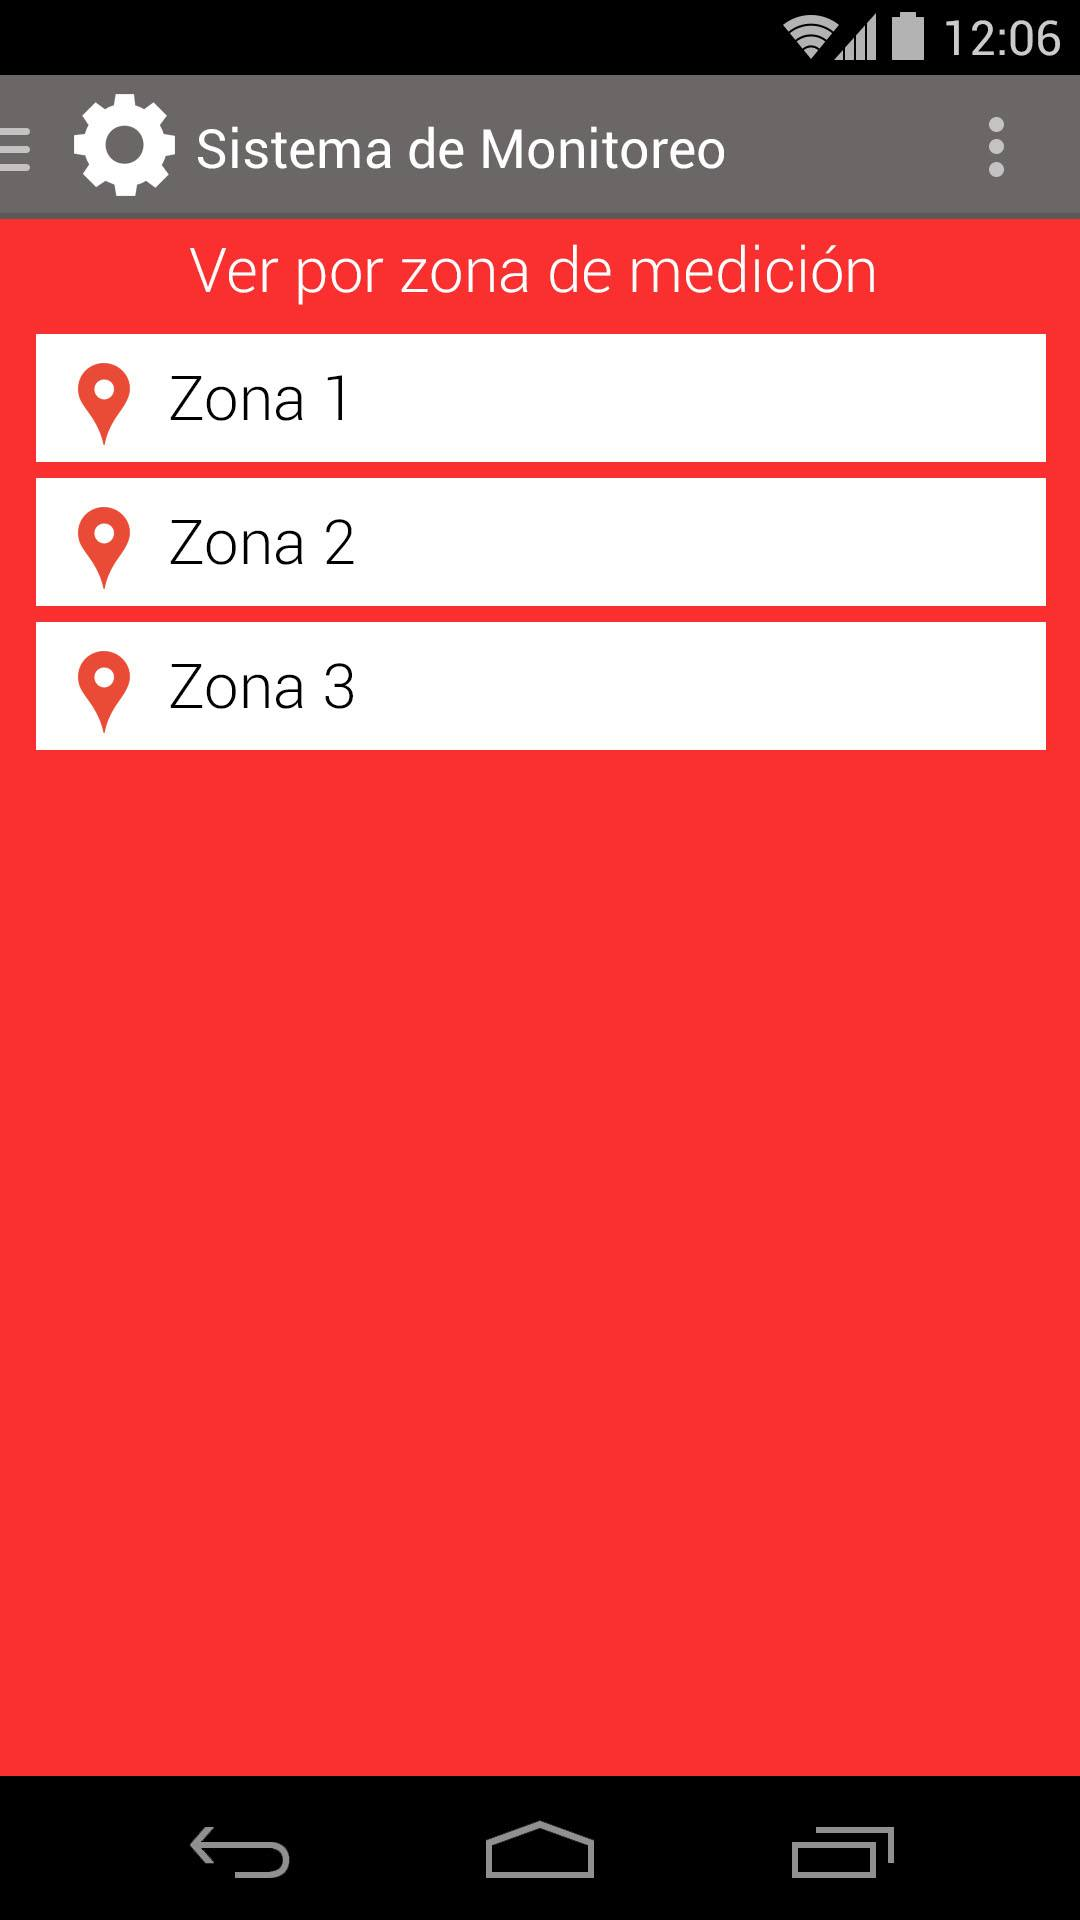 12:06
Sistema de Monitoreo
Ver por zona de medición
Zona 1
Zona 2
Zona 3